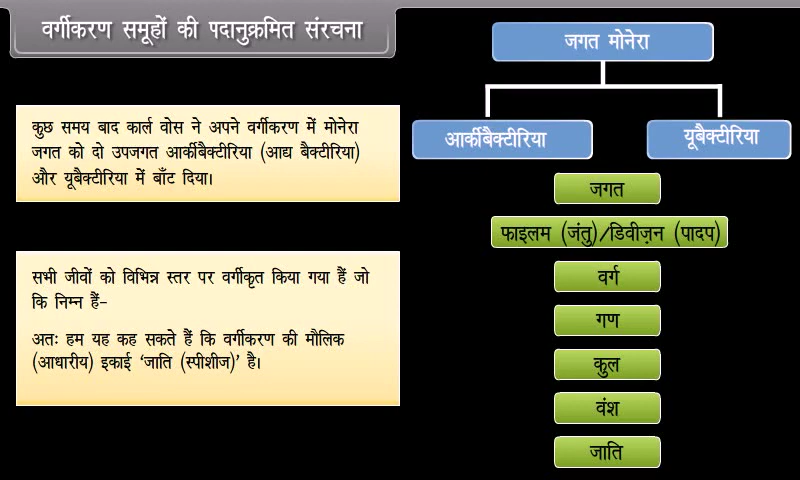 वर्गीकरण समूहों की पदानुक्रमित संरचना
कुछ समय बाद कार्ल वोस ने अपने वर्गीकरण में मोनेरा
जगत को दो उपजगत आर्कीबैक्टीरिया (आद्य बैक्टीरिया)
और यूबैक्टीरिया में बाँट दिया।
सभी जीवों को विभिन्न स्तर पर वर्गीकृत किया गया हैं जो
कि निम्न हैं-
अतः हम यह कह सकते हैं कि वर्गीकरण की मौलिक
(आधारीय) इकाई ‘जाति (स्पीशीज)’ है।
जगत मोनेरा
आर्कीबैक्टीरिया
यूबैक्टीरिया
जगत
फाइलम (जंतु)/डिवीज़न (पादप)
वर्ग
गण
कुल
वंश
जाति